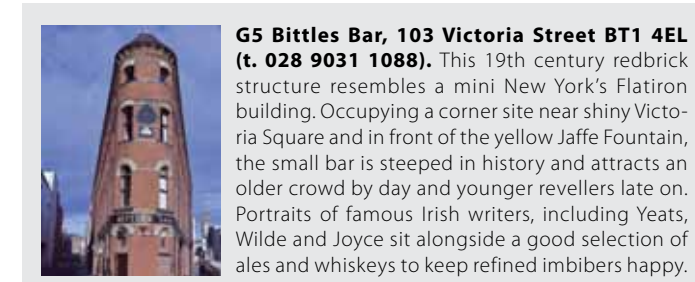 G5 Bittles Bar, 103 Victoria Street BT1 4EL
(t. 028 9031 1088). This 19th century redbrick
structure resembles a mini New York’s Flatiron
building. Occupying a corner site near shiny Victo-
ria Square and in front of the yellow Jaffe Fountain,
the small bar is steeped in history and attracts an
older crowd by day and younger revellers late on.
Portraits of famous Irish writers, including Yeats,
Wilde and Joyce sit alongside a good selection of
ales and whiskeys to keep refined imbibers happy.